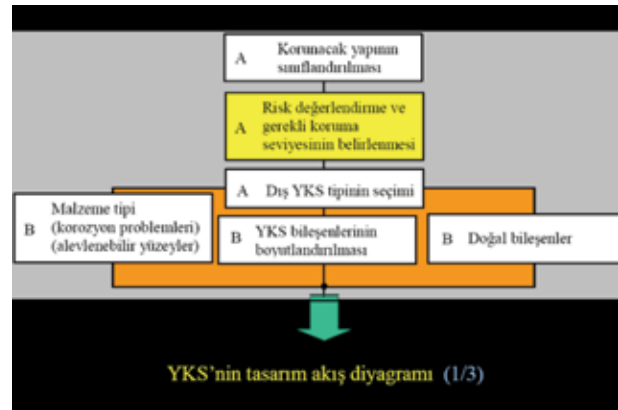 A Korunacak yapının
sınıflandırılması
A Risk değerlendirme ve
gerekli koruma
seviyesinin belirlenmesi
A Dış YKS tipinin seçimi
B Malzeme tipi
(korozyon problemleri)
(alevlenebilir yüzeyler)
B YKS bileşenlerinin
boyutlandırılması
B Doğal bileşenler
YKS’nin tasarım akış diyagramı (1/3)